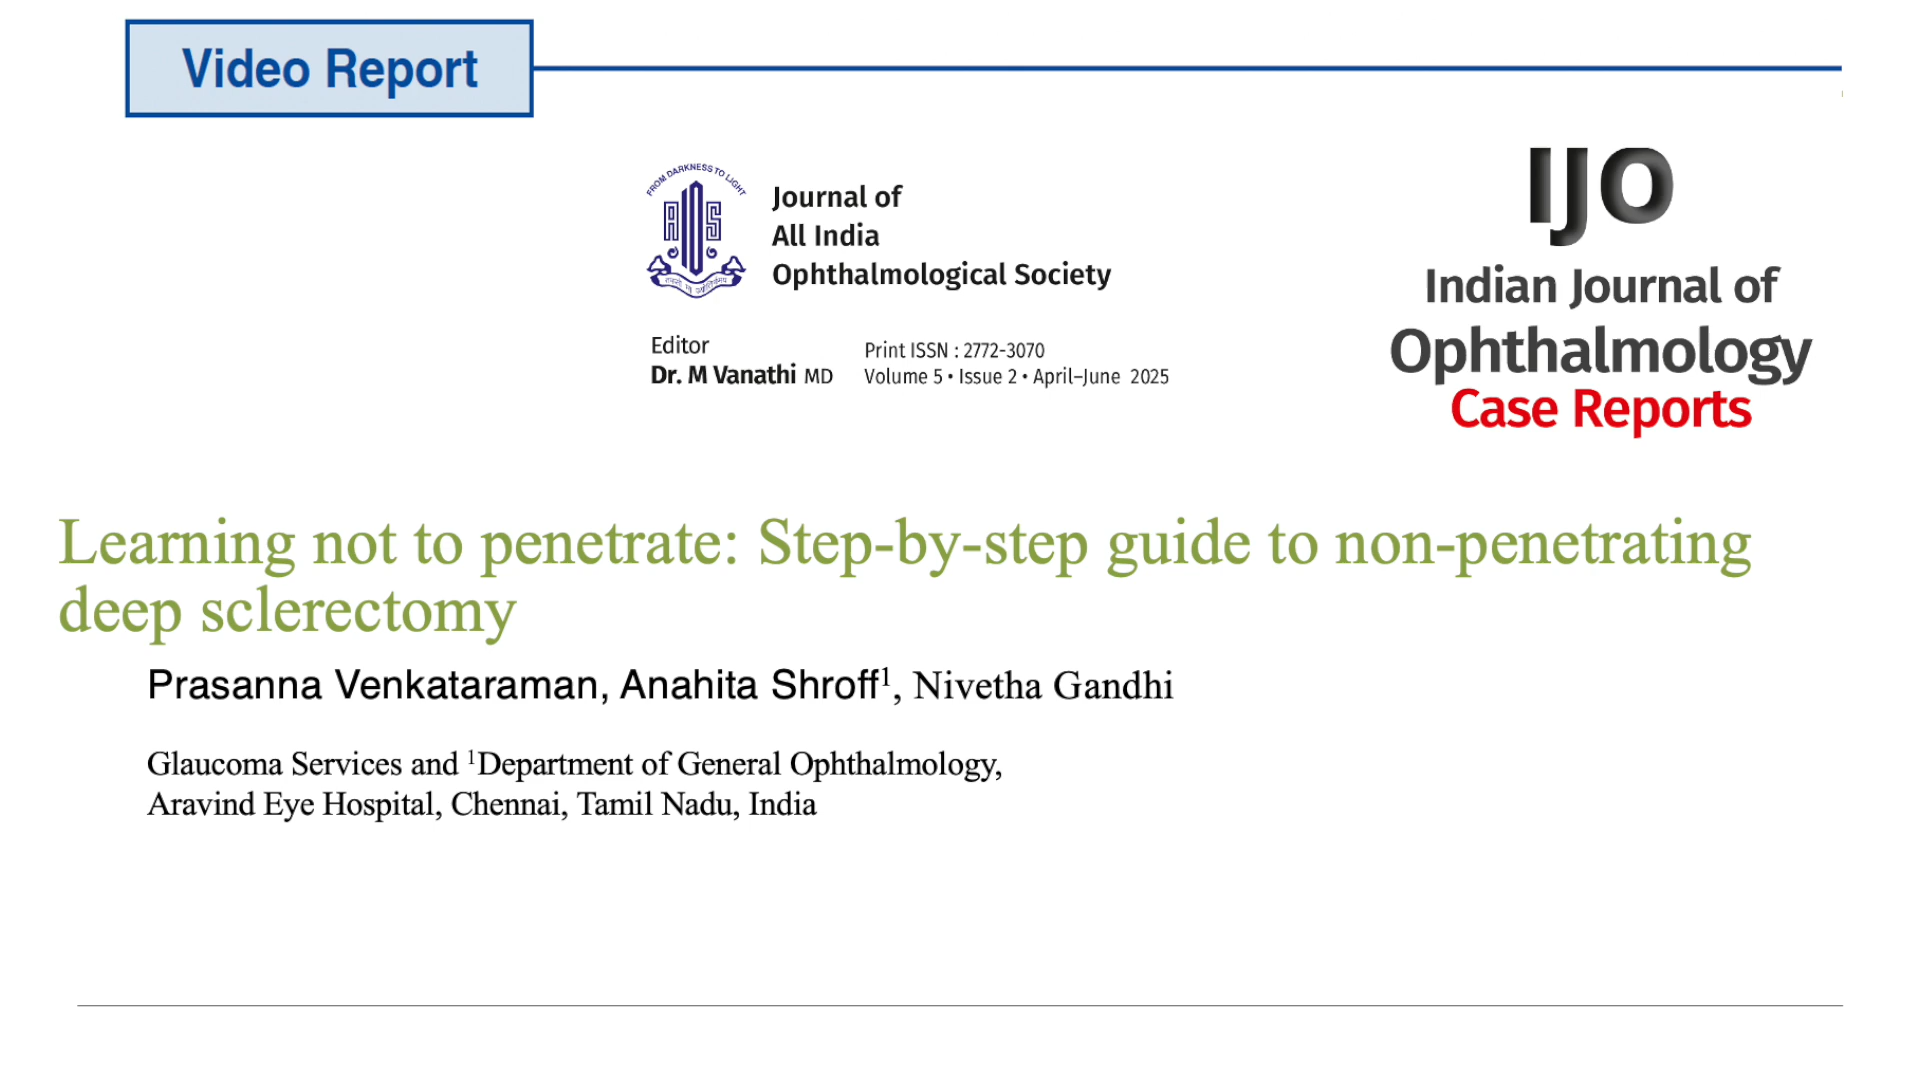 Video Report
FROM DARKNESS TO LIGHT
AIOS
Journal of
All India
Ophthalmological Society
Editor
Dr. M Vanathi MD
Print ISSN : 2772-3070
Volume 5 • Issue 2 • April–June 2025
IJO
Indian Journal of
Ophthalmology
Case Reports
Learning not to penetrate: Step-by-step guide to non-penetrating
deep sclerectomy
Prasanna Venkataraman, Anahita Shroff¹, Nivetha Gandhi
Glaucoma Services and ¹Department of General Ophthalmology,
Aravind Eye Hospital, Chennai, Tamil Nadu, India